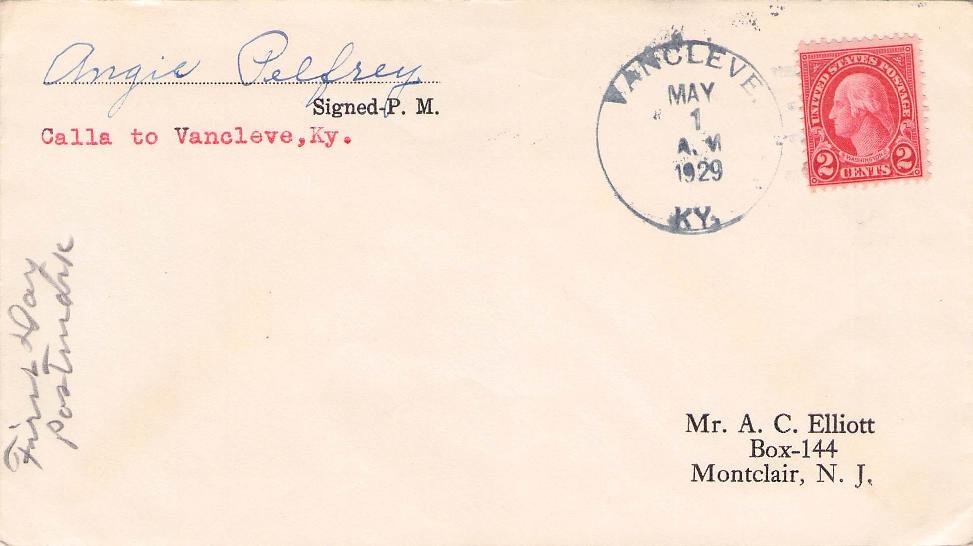 Angie Pelfrey
Signed-P. M.
Calla to Vancleve,Ky.
VANCLEVE.
MAY
1
A.M
1929
KY.
UNITED STATES POSTAGE
WASHINGTON
2 CENTS 2
First Day
Postmark
Mr. A. C. Elliott
Box-144
Montclair, N. J.